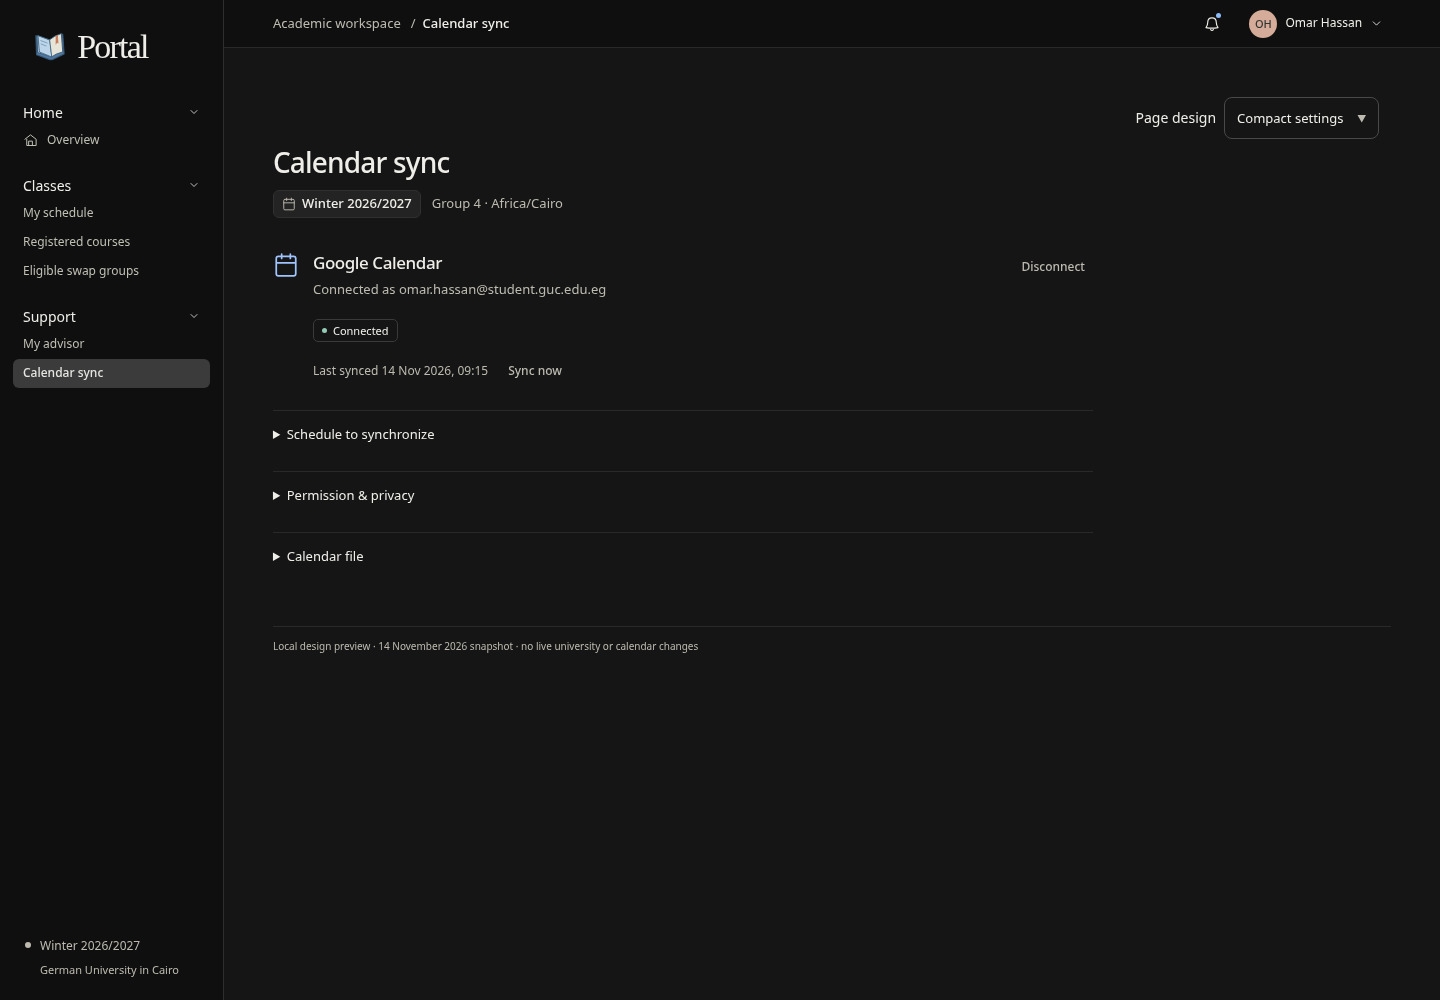 Portal
Home
Overview
Classes
My schedule
Registered courses
Eligible swap groups
Support
My advisor
Calendar sync
Winter 2026/2027
German University in Cairo
Academic workspace / Calendar sync
OH Omar Hassan
Page design Compact settings
Calendar sync
Winter 2026/2027 Group 4 · Africa/Cairo
Google Calendar
Disconnect
Connected as omar.hassan@student.guc.edu.eg
Connected
Last synced 14 Nov 2026, 09:15 Sync now
Schedule to synchronize
Permission & privacy
Calendar file
Local design preview · 14 November 2026 snapshot · no live university or calendar changes